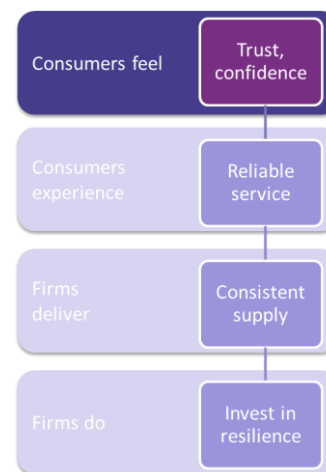 Consumers feel
Trust,
confidence
Consumers
experience
Reliable
service
Firms
deliver
Consistent
supply
Firms do
Invest in
resilience